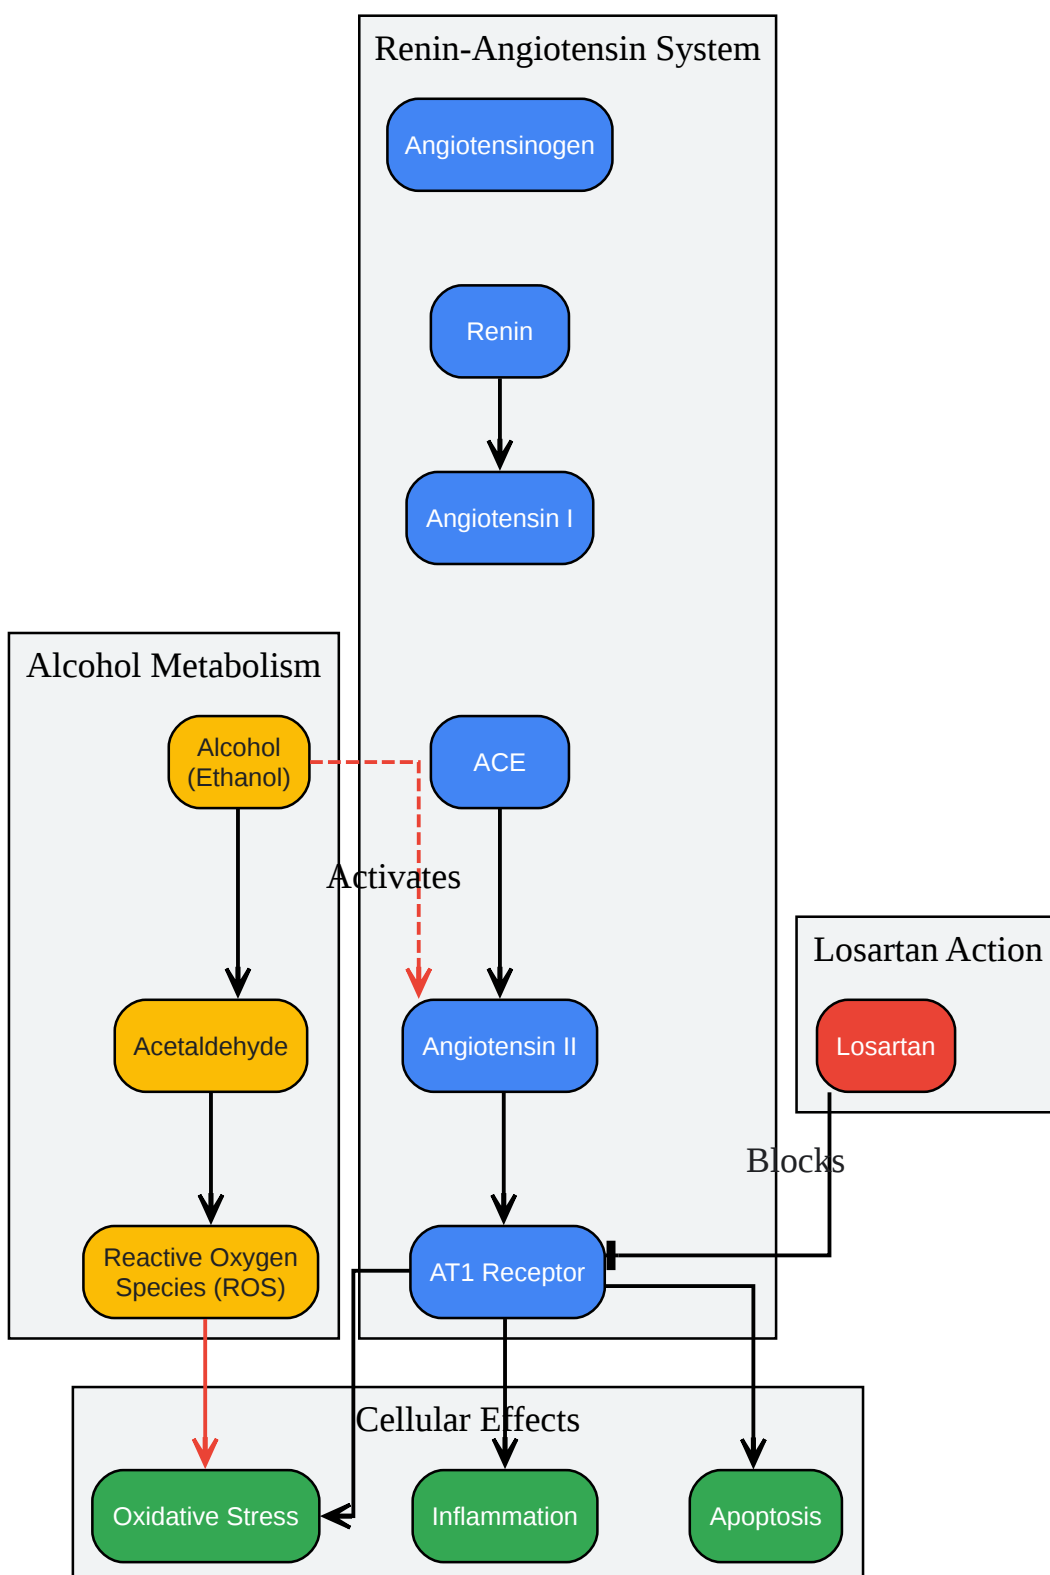 Renin-Angiotensin System
Angiotensinogen
Renin
Angiotensin I
Alcohol Metabolism
Alcohol
(Ethanol)
ACE
Activates
Losartan Action
Acetaldehyde
Angiotensin II
Losartan
Blocks
Reactive Oxygen
Species (ROS)
AT1 Receptor
Cellular Effects
Oxidative Stress
Inflammation
Apoptosis